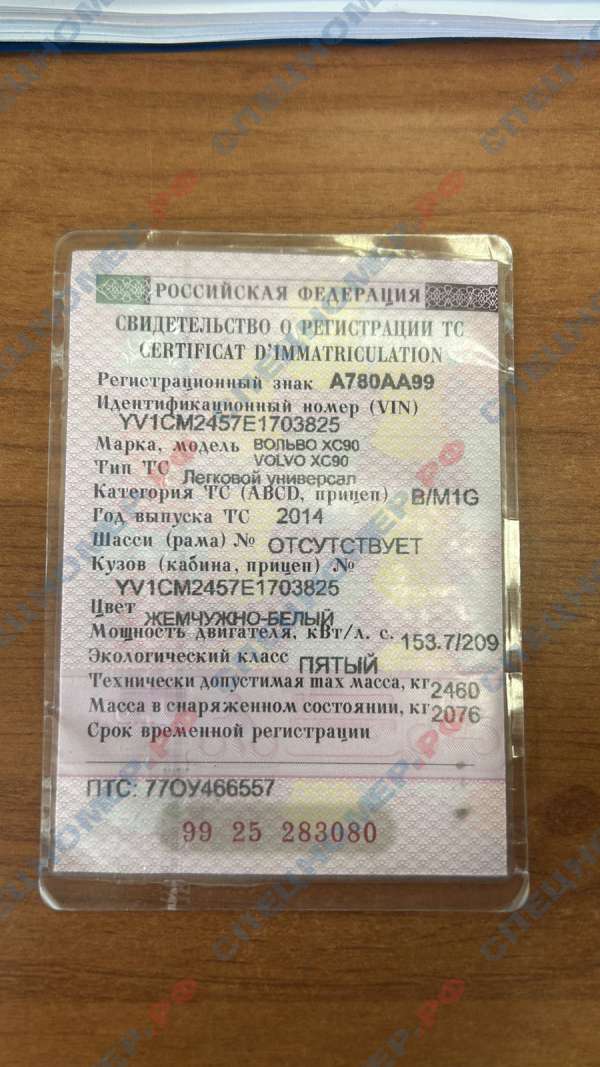 РОССИЙСКАЯ ФЕДЕРАЦИЯ
СВИДЕТЕЛЬСТВО О РЕГИСТРАЦИИ ТС
CERTIFICAT D'IMMATRICULATION
Регистрационный знак А780АА99
Идентификационный номер (VIN)
YV1CM2457E1703825
Марка, модель ВОЛЬВО ХС90
VOLVO XC90
Тип ТС Легковой универсал
Категория ТС (ABCD, прицеп) B/M1G
Год выпуска ТС 2014
Шасси (рама) № ОТСУТСТВУЕТ
Кузов (кабина, прицеп) №
YV1CM2457E1703825
Цвет ЖЕМЧУЖНО-БЕЛЫЙ
Мощность двигателя, кВт/л. с. 153.7/209
Экологический класс ПЯТЫЙ
Технически допустимая max масса, кг 2460
Масса в снаряженном состоянии, кг 2076
Срок временной регистрации
ПТС: 77ОУ466557
99 25 283080
СПЕЦНОМЕР.РФ